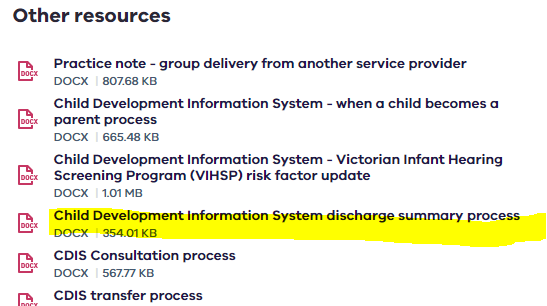 Other resources
DOCX
Practice note - group delivery from another service provider
DOCX | 807.68 KB
DOCX
Child Development Information System - when a child becomes a
parent process
DOCX | 665.48 KB
DOCX
Child Development Information System - Victorian Infant Hearing
Screening Program (VIHSP) risk factor update
DOCX | 1.01 MB
DOCX
Child Development Information System discharge summary process
DOCX | 354.01 KB
DOCX
CDIS Consultation process
DOCX | 567.77 KB
DOCX
CDIS transfer process